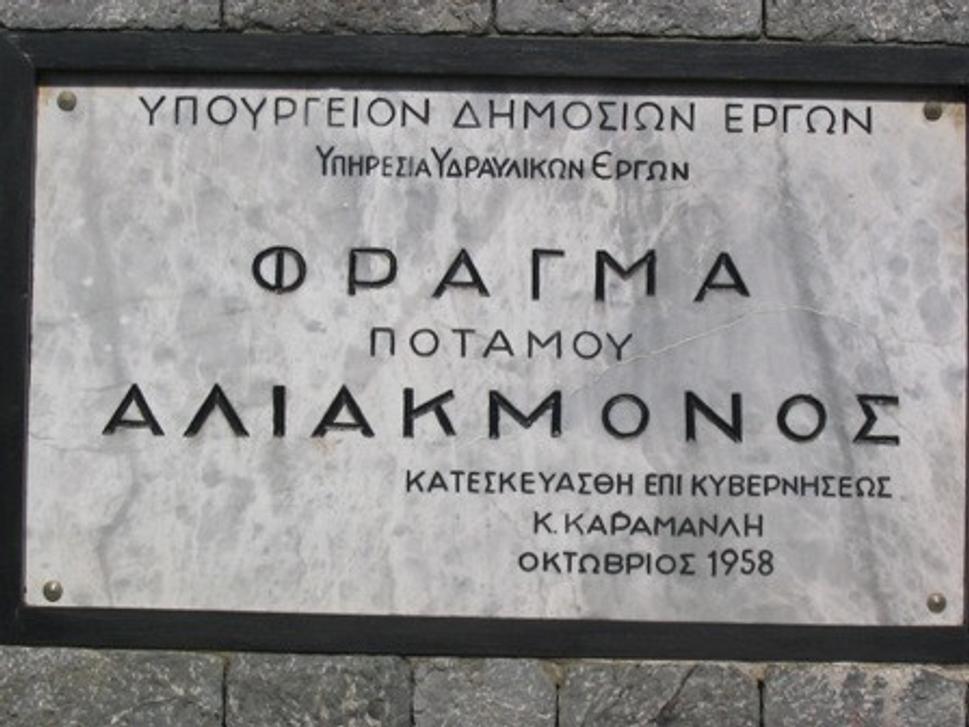 ΥΠΟΥΡΓΕΙΟΝ ΔΗΜΟΣΙΩΝ ΕΡΓΩΝ
ΥΠΗΡΕΣΙΑ ΥΔΡΑΥΛΙΚΩΝ ΕΡΓΩΝ
ΦΡΑΓΜΑ
ΠΟΤΑΜΟΥ
ΑΛΙΑΚΜΟΝΟΣ
ΚΑΤΕΣΚΕΥΑΣΘΗ ΕΠΙ ΚΥΒΕΡΝΗΣΕΩΣ
Κ. ΚΑΡΑΜΑΝΛΗ
ΟΚΤΩΒΡΙΟΣ 1958